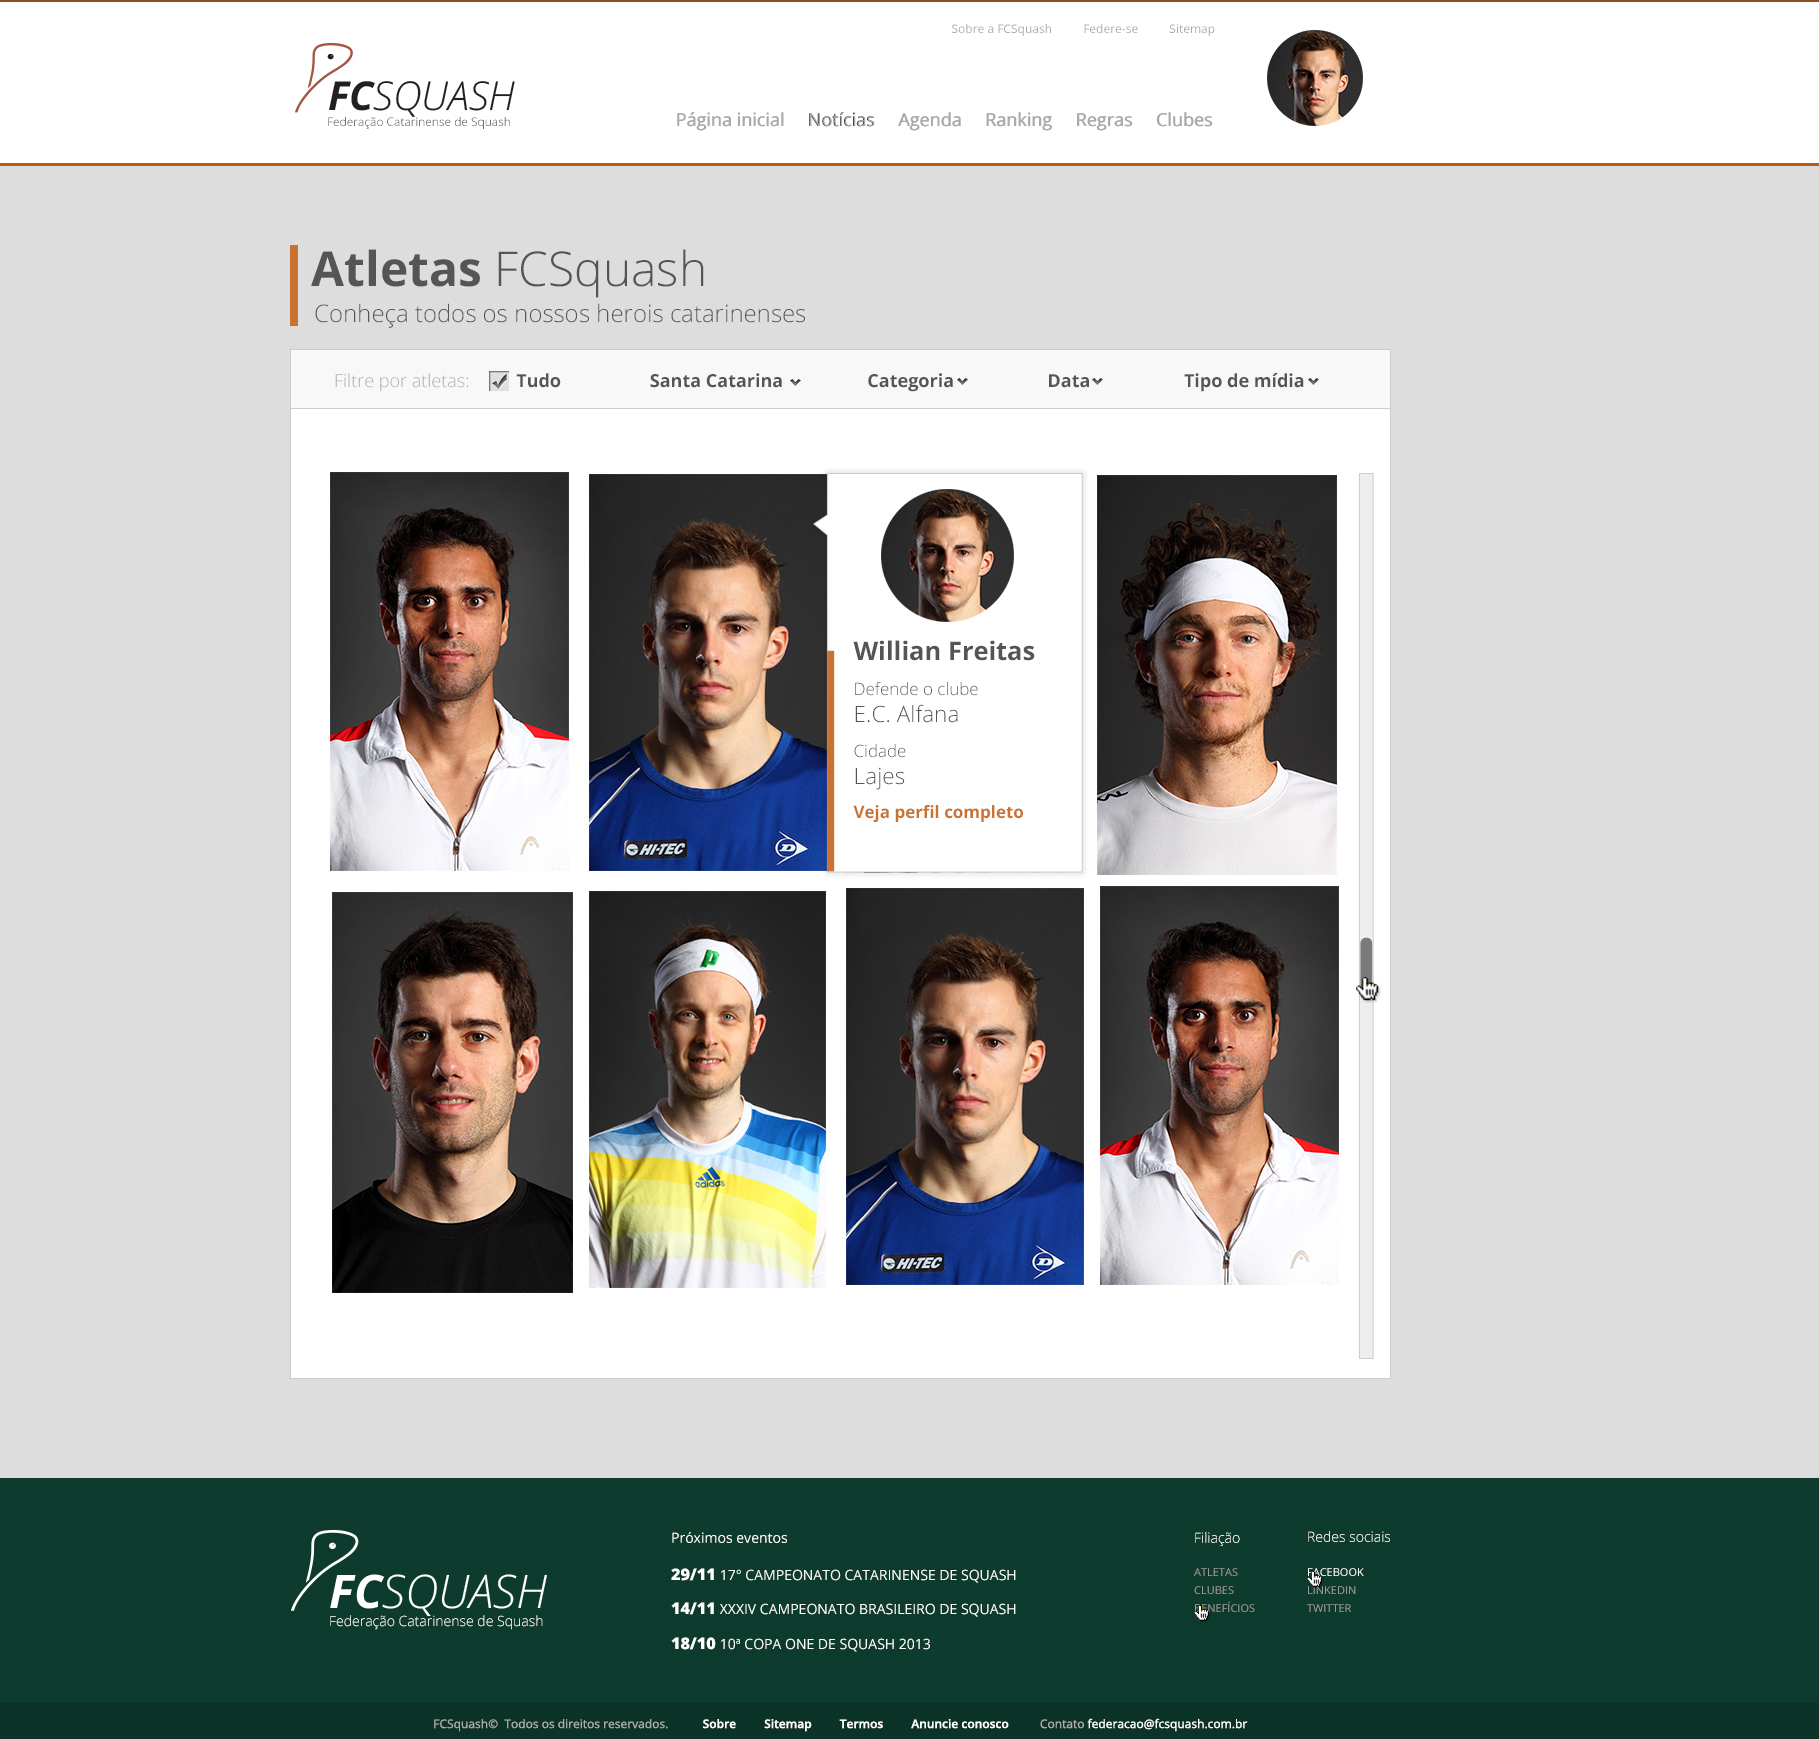 Sobre a FCSquash Federe-se Sitemap
FCSQUASH
Federação Catarinense de Squash
Página inicial Notícias Agenda Ranking Regras Clubes
Atletas FCSquash
Conheça todos os nossos herois catarinenses
Filtre por atletas: Tudo Santa Catarina Categoria Data Tipo de mídia
Willian Freitas
Defende o clube
E.C. Alfana
Cidade
Lajes
Veja perfil completo
HI-TEC
D
p
adidas
HI-TEC
D
FCSQUASH
Federação Catarinense de Squash
Próximos eventos
29/11 17° CAMPEONATO CATARINENSE DE SQUASH
14/11 XXXIV CAMPEONATO BRASILEIRO DE SQUASH
18/10 10ª COPA ONE DE SQUASH 2013
Filiação
ATLETAS
CLUBES
BENEFÍCIOS
Redes sociais
FACEBOOK
LINKEDIN
TWITTER
FCSquash© Todos os direitos reservados. Sobre Sitemap Termos Anuncie conosco Contato federacao@fcsquash.com.br